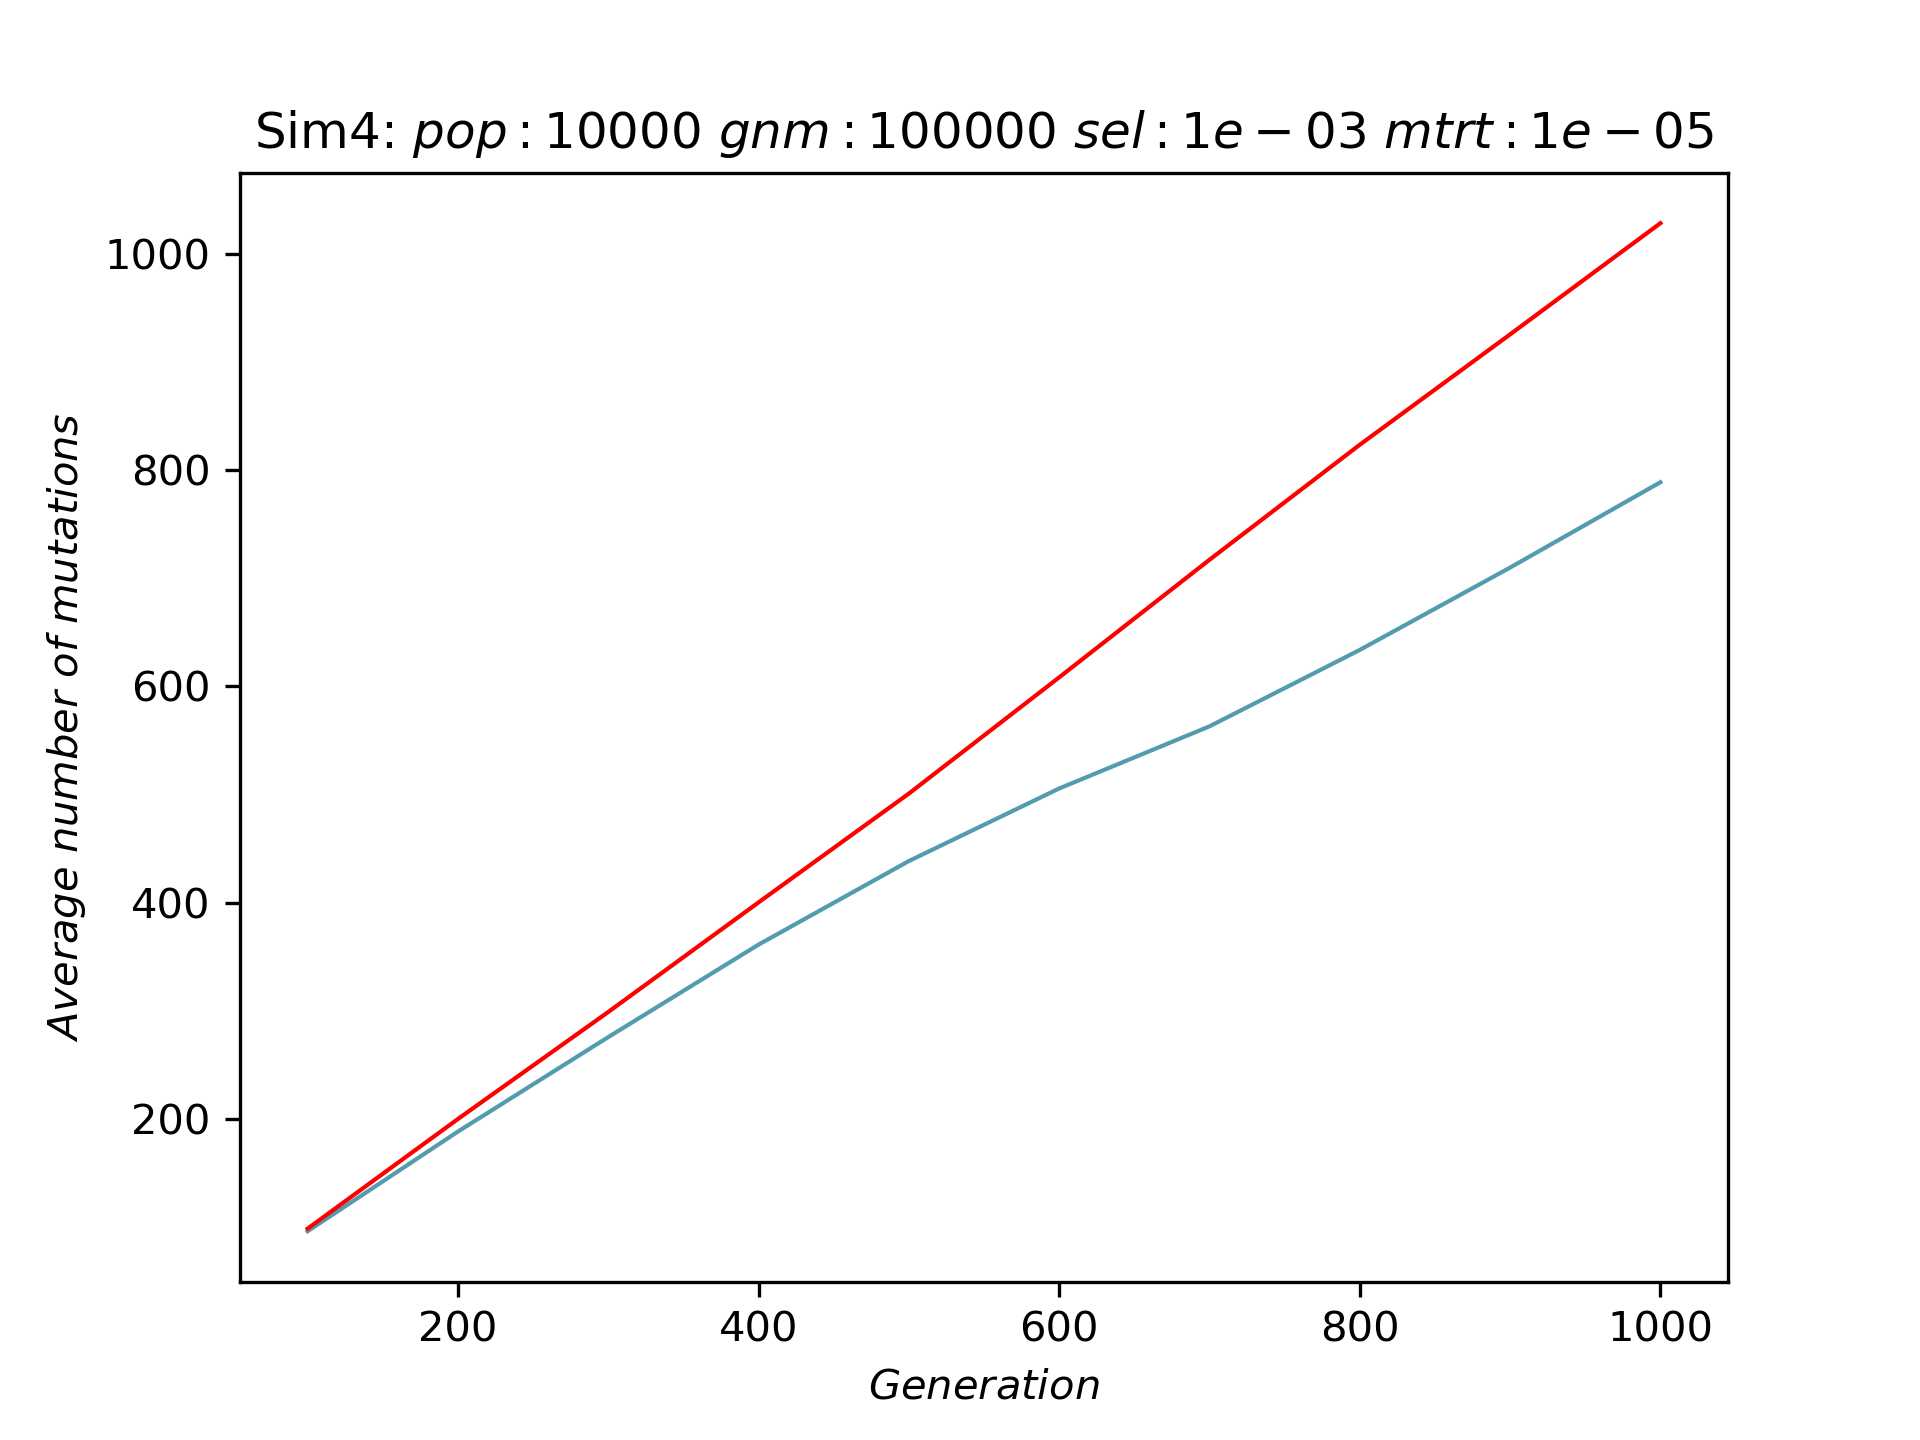 Sim4: pop : 10000 gnm : 100000 sel : 1e − 03 mtrt : 1e − 05
1000
800
600
400
200
Average number of mutations
200 400 600 800 1000
Generation